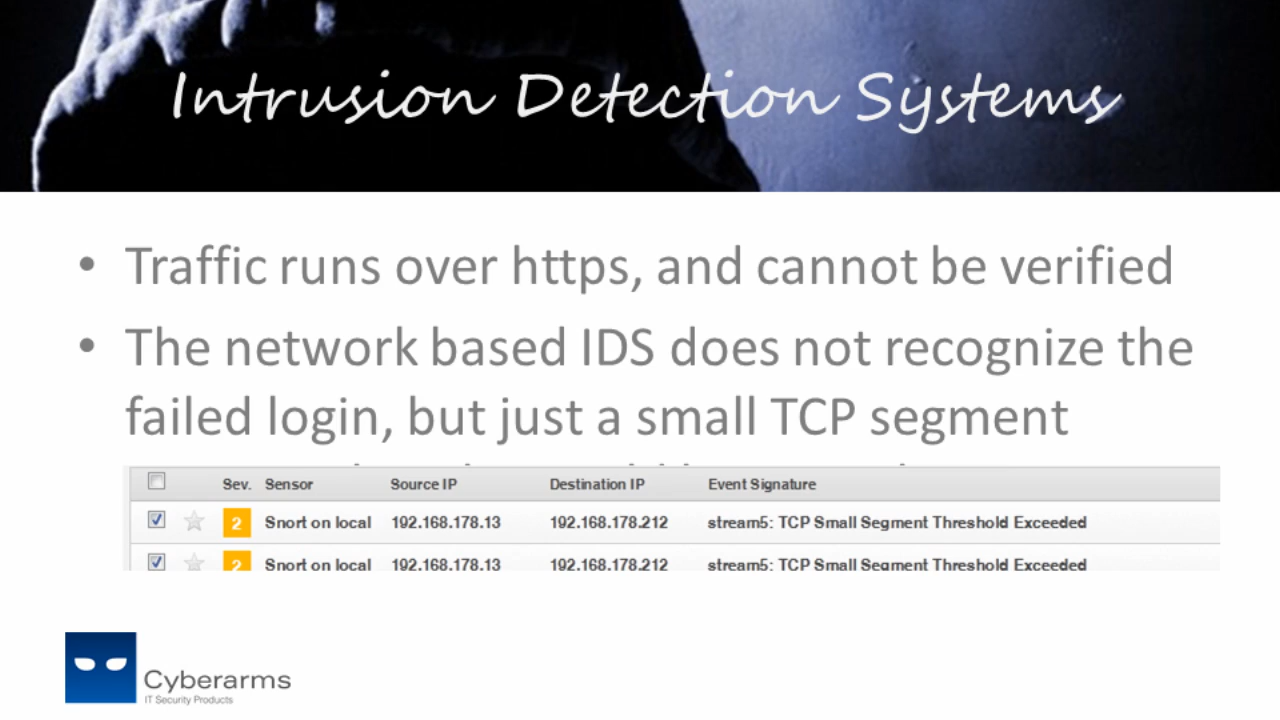 Intrusion Detection Systems
• Traffic runs over https, and cannot be verified
• The network based IDS does not recognize the
failed login, but just a small TCP segment
Sev. Sensor Source IP Destination IP Event Signature
2 Snort on local 192.168.178.13 192.168.178.212 stream5: TCP Small Segment Threshold Exceeded
2 Snort on local 192.168.178.13 192.168.178.212 stream5: TCP Small Segment Threshold Exceeded
Cyberarms
IT Security Products